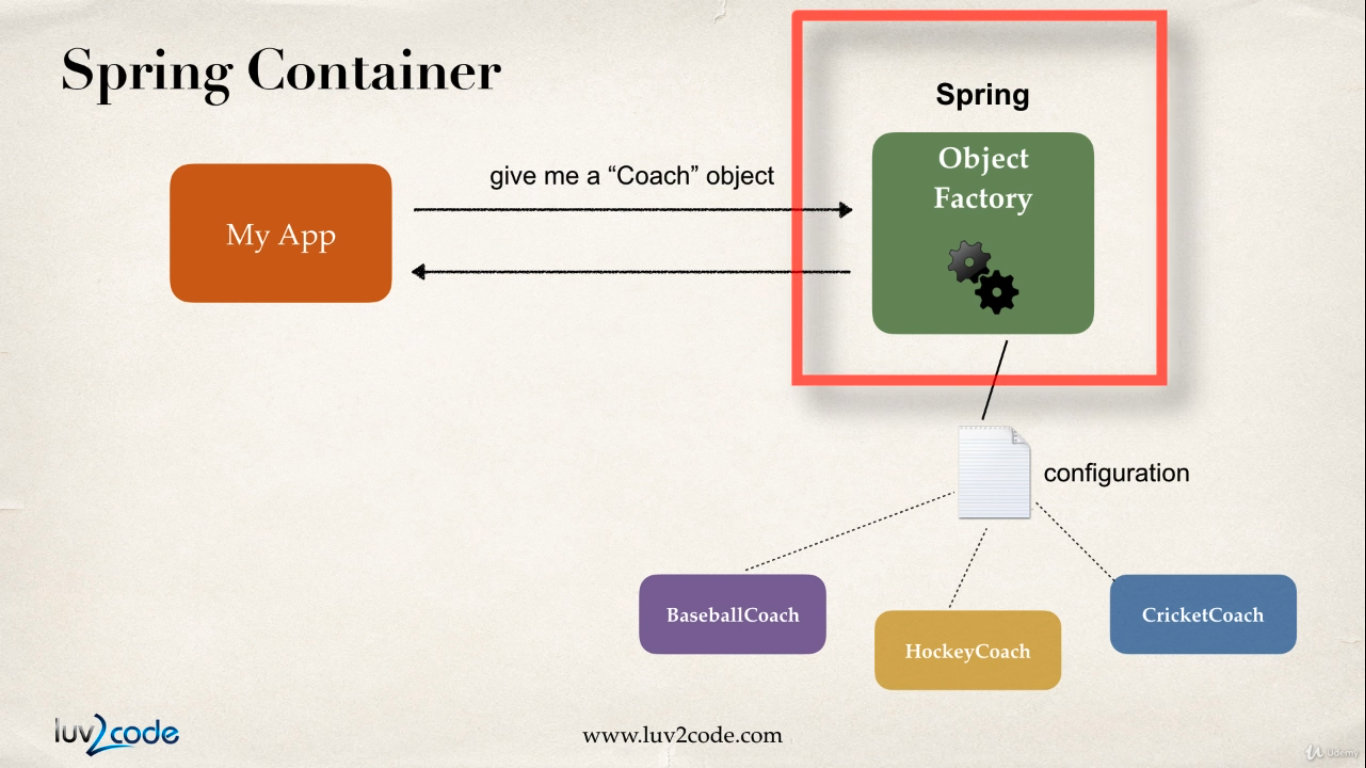 Spring Container
Spring
Object
Factory
give me a “Coach” object
My App
configuration
BaseballCoach
HockeyCoach
CricketCoach
luv2code
www.luv2code.com
Udemy